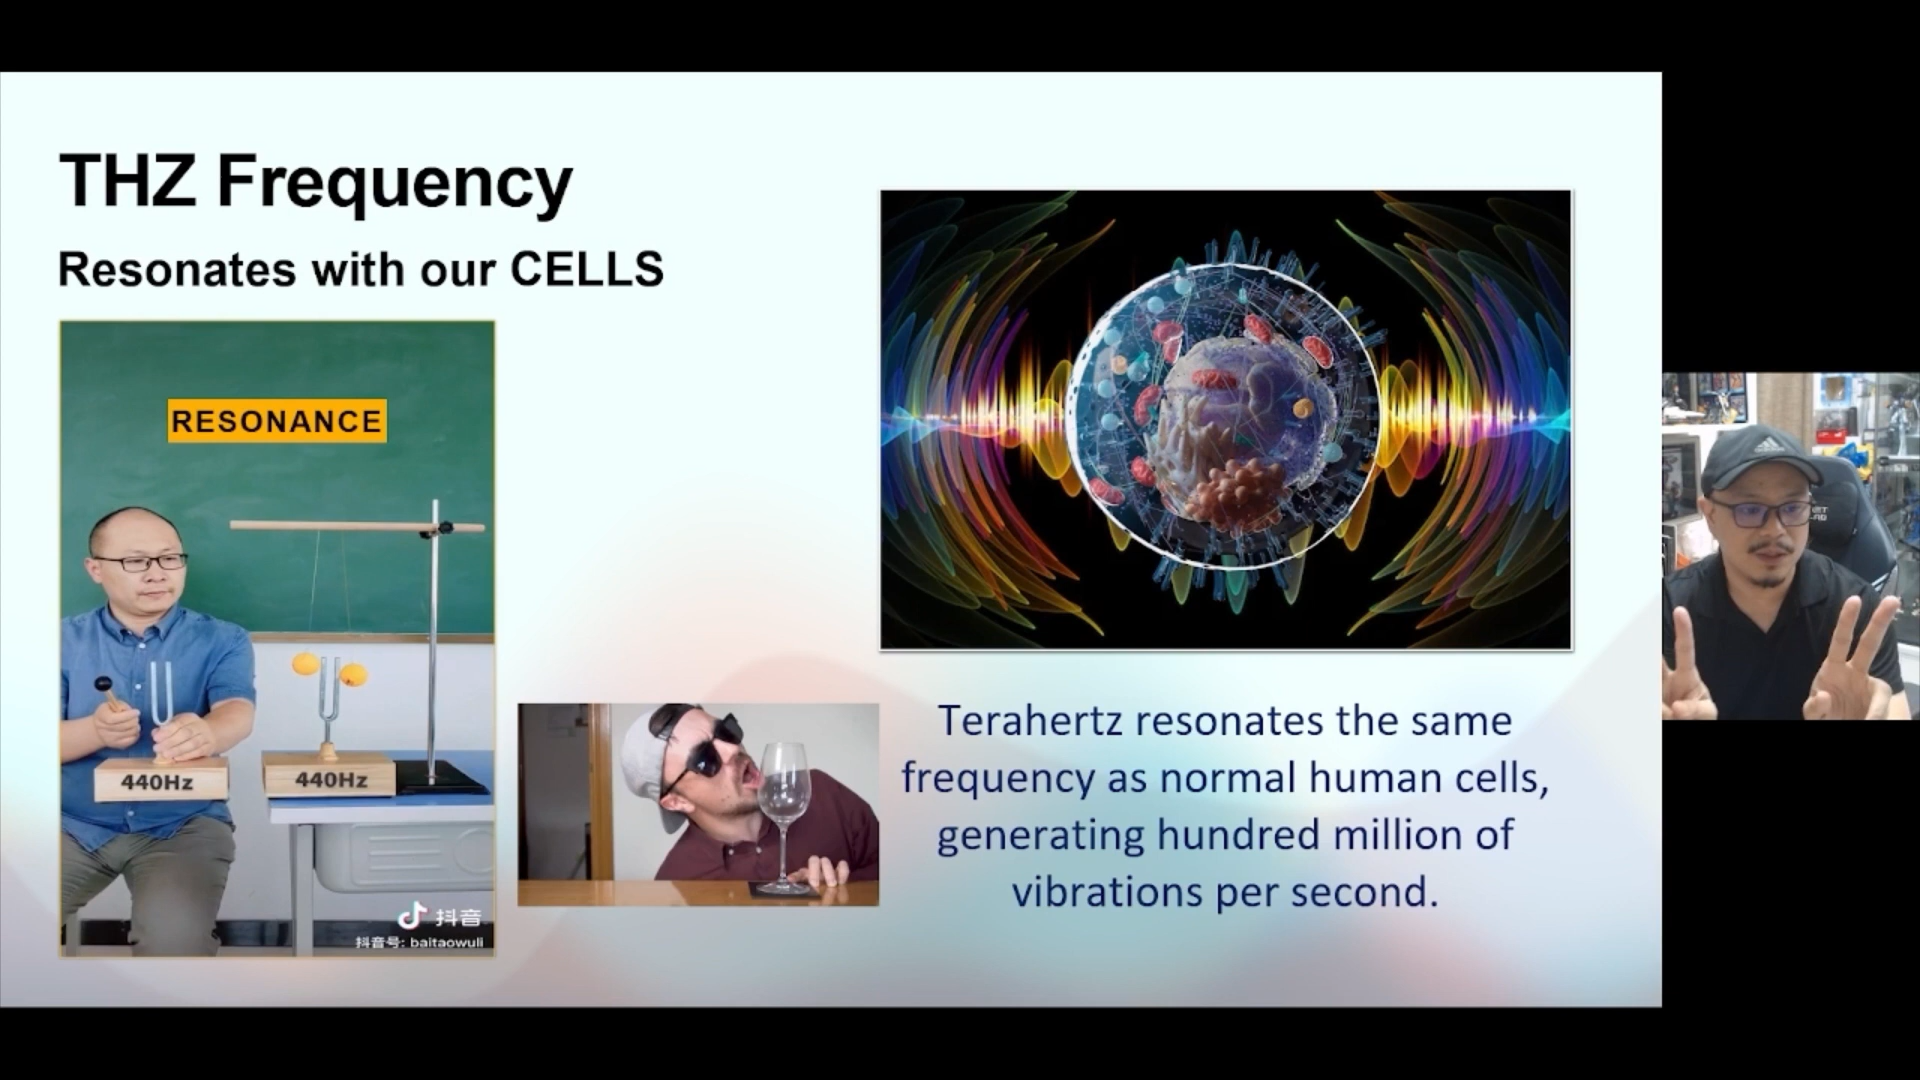 THZ Frequency
Resonates with our CELLS
RESONANCE
440Hz
440Hz
抖音
抖音号: baitaowuli
Terahertz resonates the same
frequency as normal human cells,
generating hundred million of
vibrations per second.